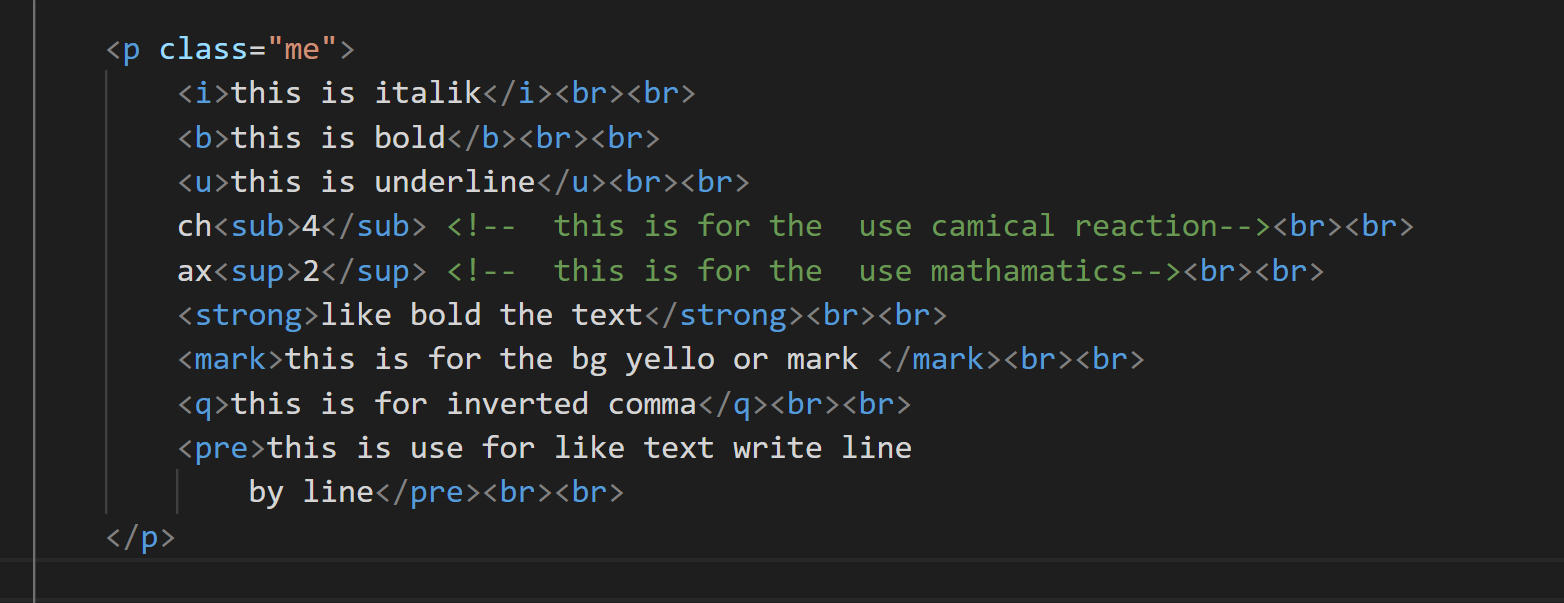 <p class="me">
<i>this is italik</i><br><br>
<b>this is bold</b><br><br>
<u>this is underline</u><br><br>
ch<sub>4</sub> <!--  this is for the  use camical reaction--><br><br>
ax<sup>2</sup> <!--  this is for the  use mathamatics--><br><br>
<strong>like bold the text</strong><br><br>
<mark>this is for the bg yello or mark </mark><br><br>
<q>this is for inverted comma</q><br><br>
<pre>this is use for like text write line
by line</pre><br><br>
</p>